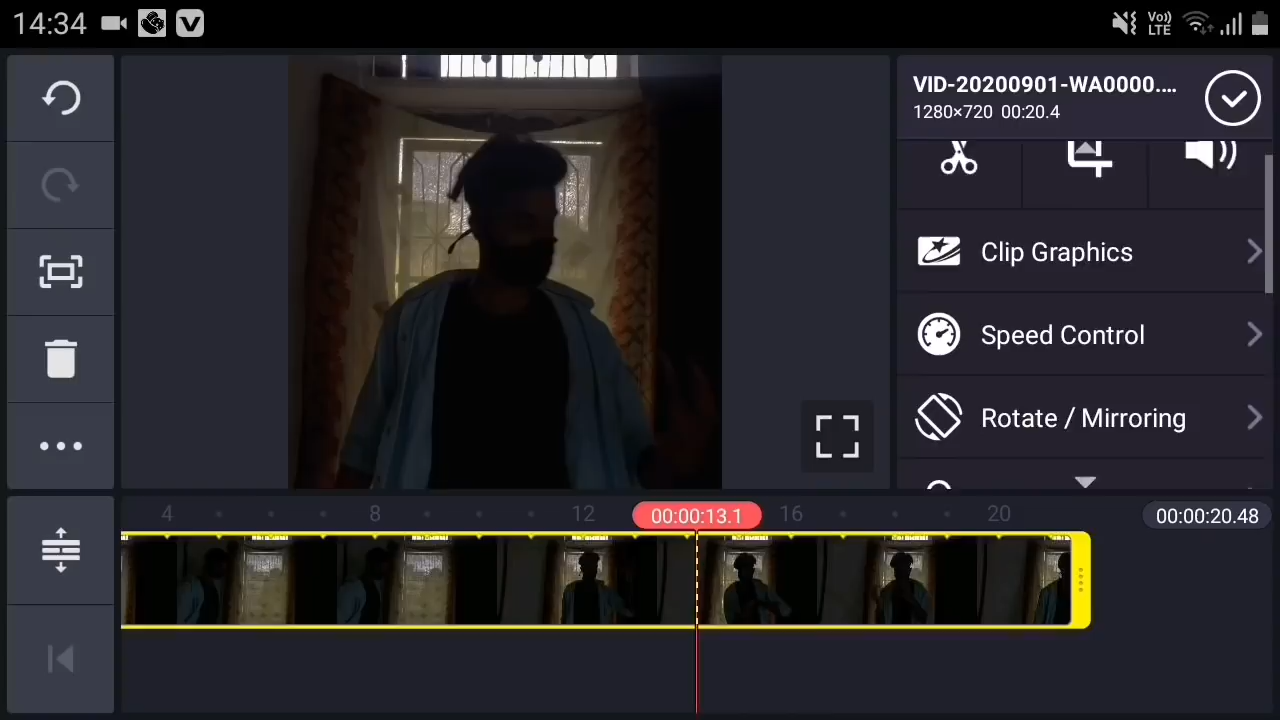 14:34
V
Vo))
LTE
VID-20200901-WA0000....
1280×720 00:20.4
Clip Graphics
Speed Control
Rotate / Mirroring
4
8
12
00:00:13.1
16
20
00:00:20.48